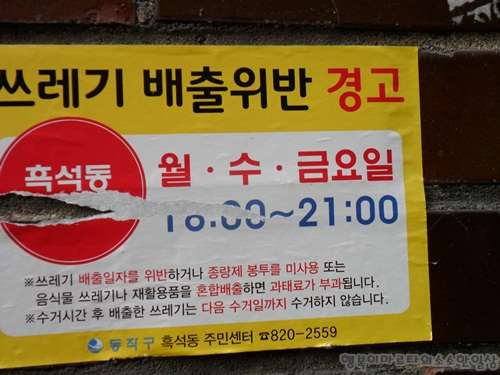 쓰레기 배출위반 경고
흑석동
월·수·금요일
18:00~21:00
※쓰레기 배출일자를 위반하거나 종량제 봉투를 미사용 또는
음식물 쓰레기나 재활용품을 혼합배출하면 과태료가 부과됩니다.
※수거시간 후 배출한 쓰레기는 다음 수거일까지 수거하지 않습니다.
동작구 흑석동 주민센터 ☎820-2559